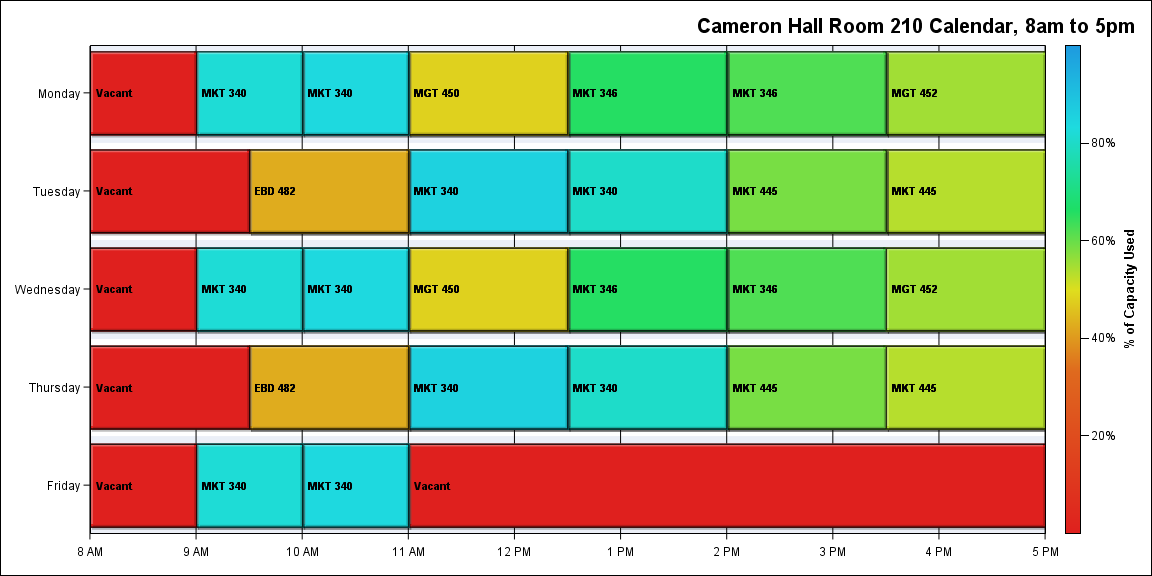 Cameron Hall Room 210 Calendar, 8am to 5pm
Monday Vacant MKT 340 MKT 340 MGT 450 MKT 346 MKT 346 MGT 452
80%
Tuesday Vacant EBD 482 MKT 340 MKT 340 MKT 445 MKT 445
60%
Wednesday Vacant MKT 340 MKT 340 MGT 450 MKT 346 MKT 346 MGT 452
% of Capacity Used
40%
Thursday Vacant EBD 482 MKT 340 MKT 340 MKT 445 MKT 445
20%
Friday Vacant MKT 340 MKT 340 Vacant
8 AM 9 AM 10 AM 11 AM 12 PM 1 PM 2 PM 3 PM 4 PM 5 PM